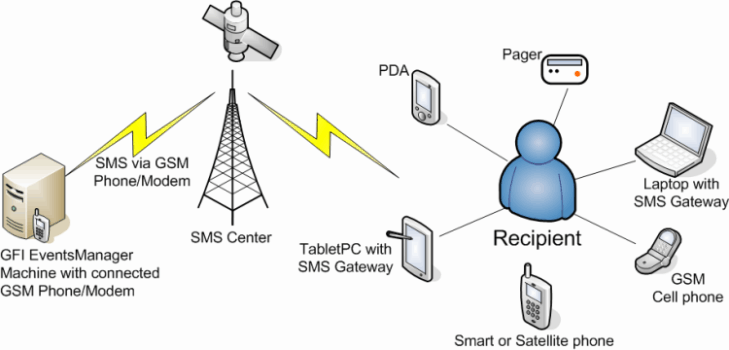 Pager
PDA
SMS via GSM
Phone/Modem
Laptop with
SMS Gateway
SMS Center
Recipient
TabletPC with
SMS Gateway
GFI EventsManager
Machine with connected
GSM Phone/Modem
GSM
Cell phone
Smart or Satellite phone